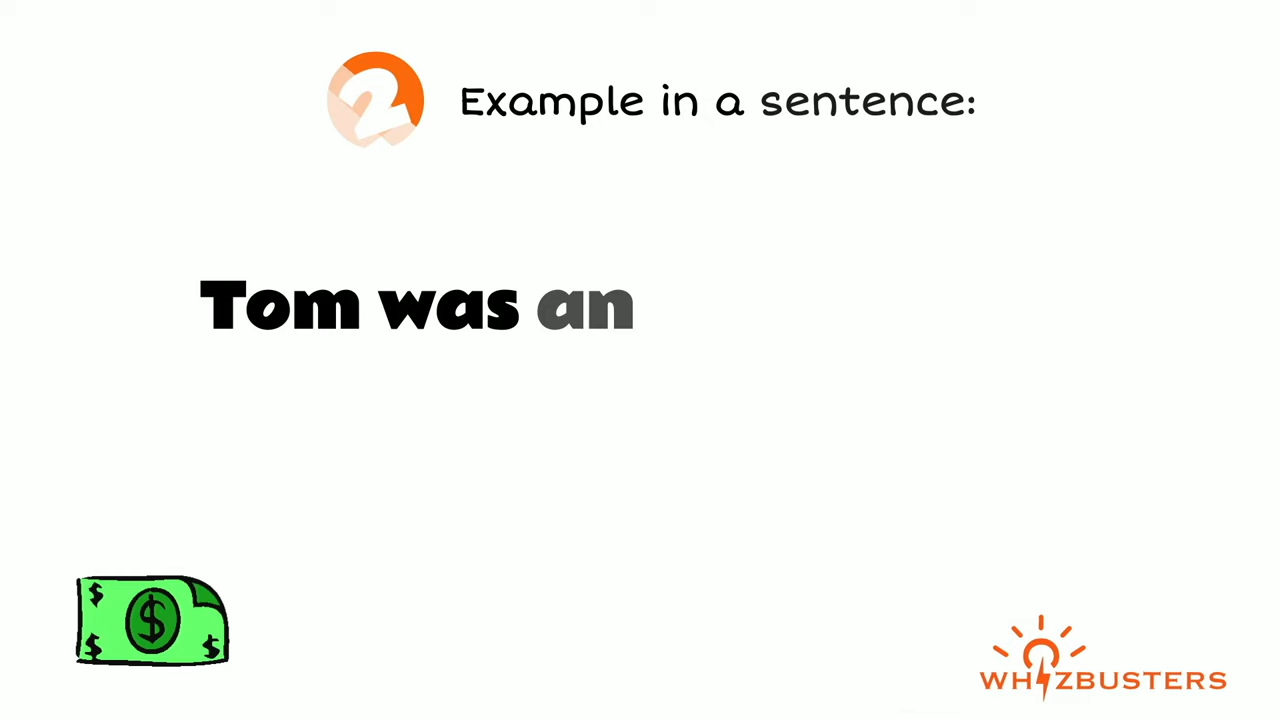 2 Example in a sentence:
Tom was an
$ $ $ $
WHIZBUSTERS